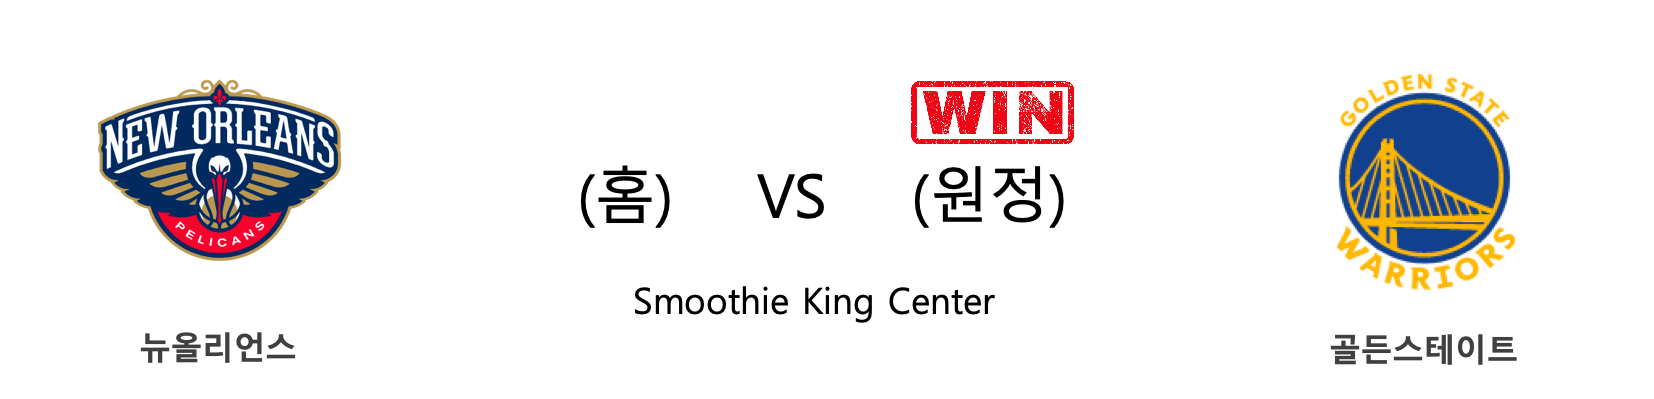 NEW ORLEANS
PELICANS
뉴올리언스
WIN
(홈) VS (원정)
Smoothie King Center
GOLDEN STATE
WARRIORS
골든스테이트